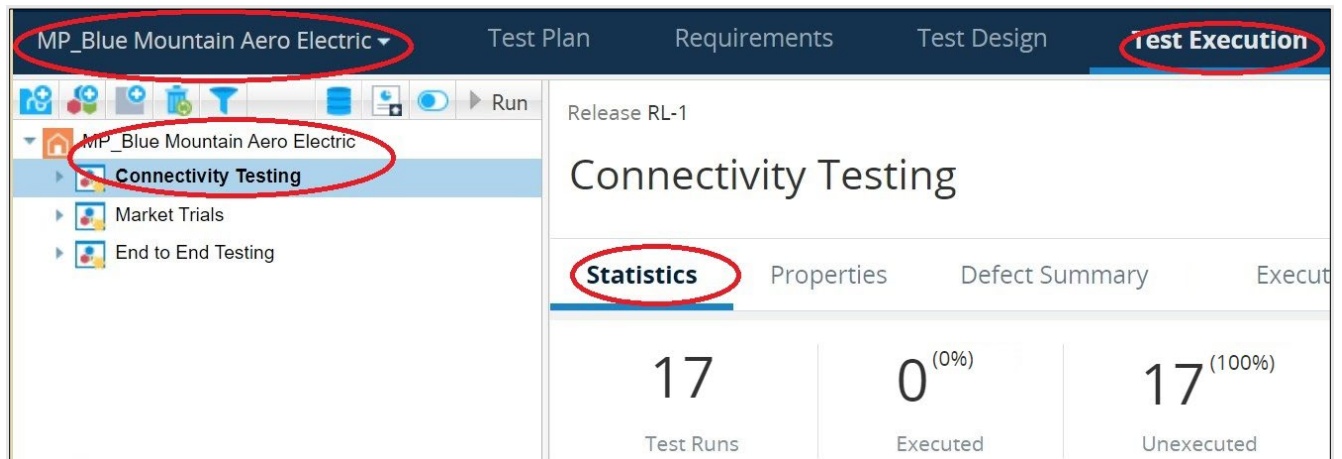 MP_Blue Mountain Aero Electric
Test Plan
Requirements
Test Design
Test Execution
Run
MP_Blue Mountain Aero Electric
Connectivity Testing
Market Trials
End to End Testing
Release RL-1
Connectivity Testing
Statistics
Properties
Defect Summary
Execut
17
0 (0%)
17 (100%)
Test Runs
Executed
Unexecuted